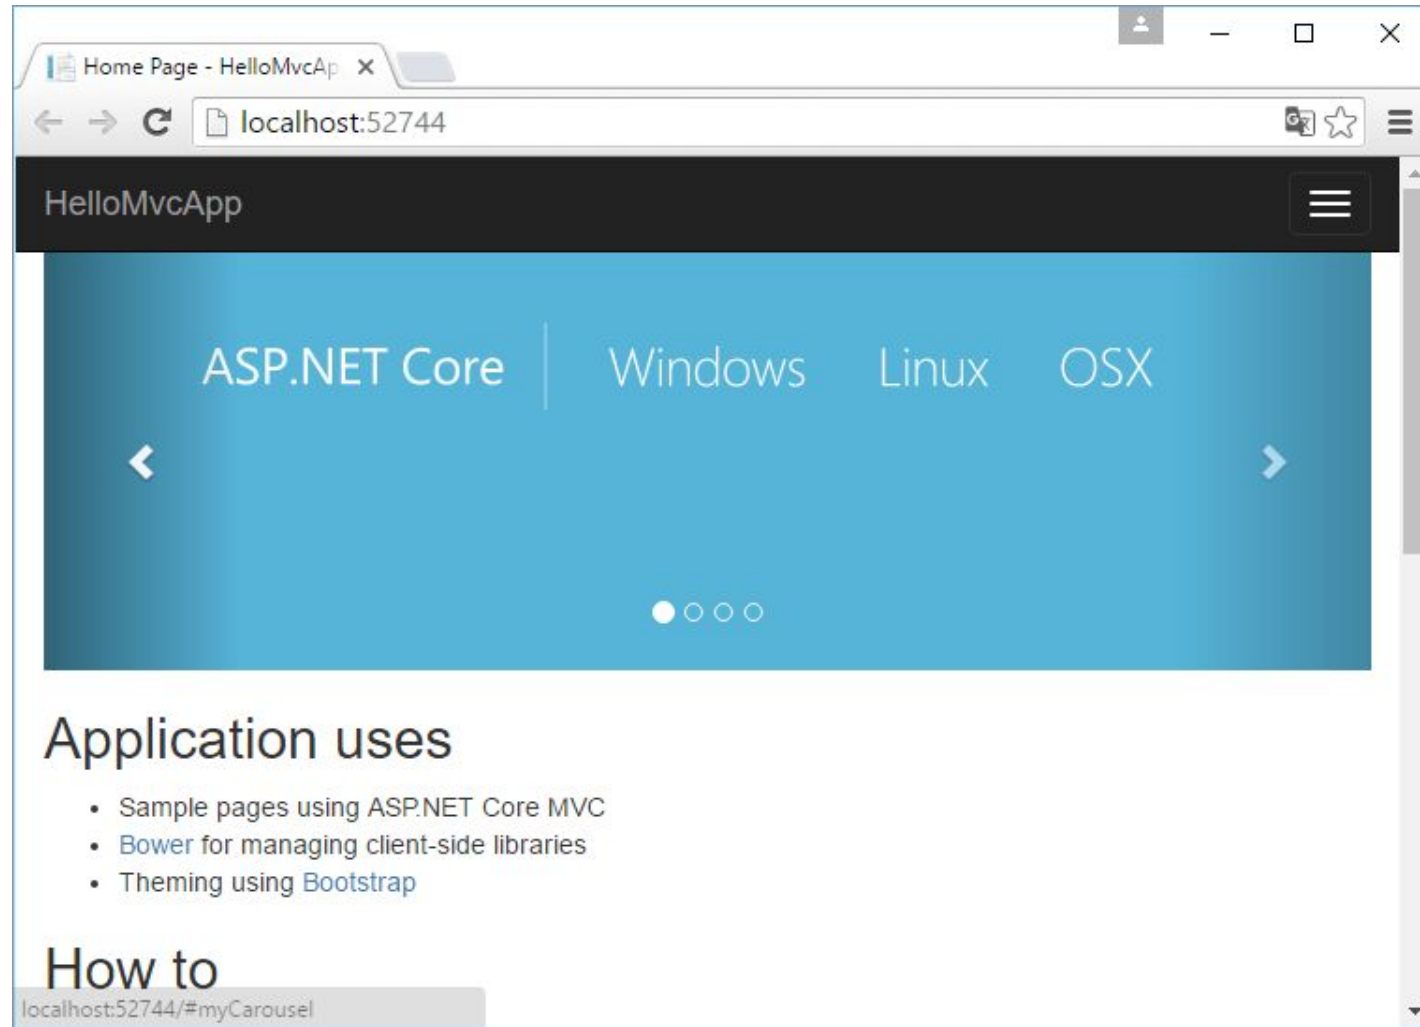 Home Page - HelloMvcAp
localhost:52744
HelloMvcApp
ASP.NET Core Windows Linux OSX
Application uses
• Sample pages using ASP.NET Core MVC
• Bower for managing client-side libraries
• Theming using Bootstrap
How to
localhost:52744/#myCarousel